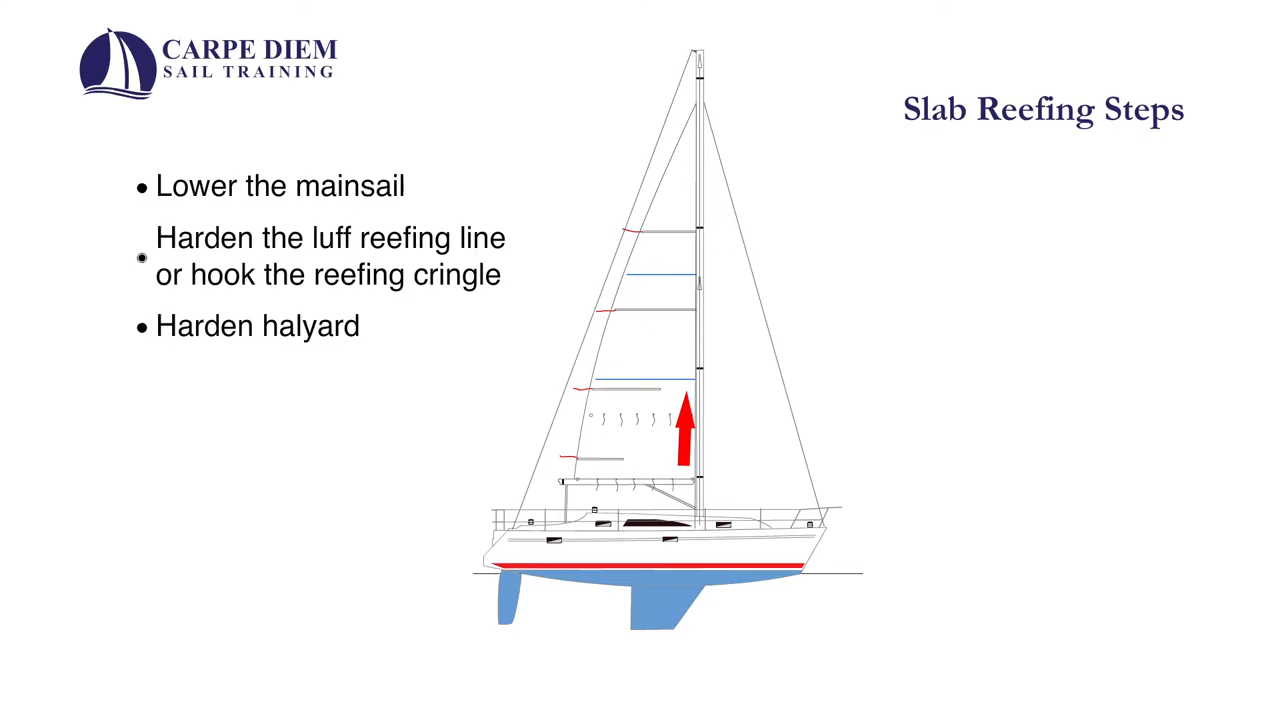 CARPE DIEM
SAIL TRAINING
Slab Reefing Steps
• Lower the mainsail
• Harden the luff reefing line
or hook the reefing cringle
• Harden halyard